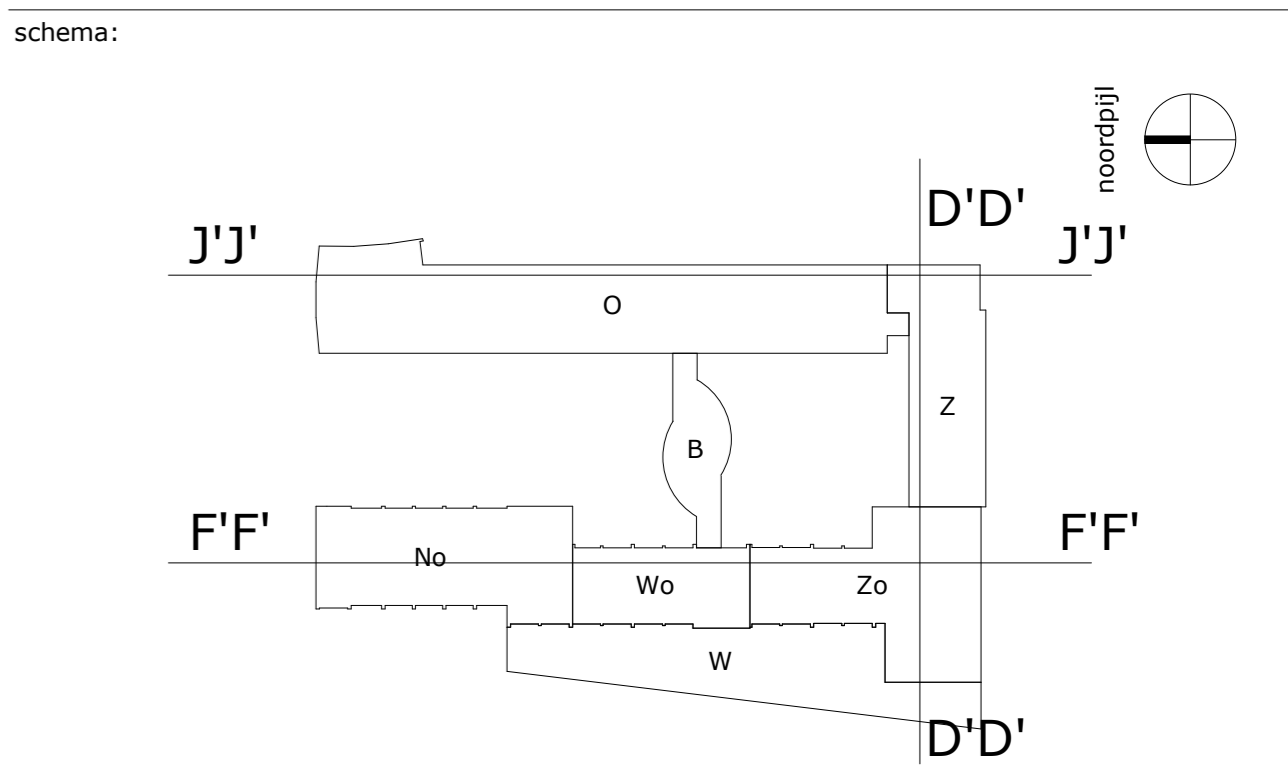 schema:
noordpijl
D'D'
J'J'
J'J'
O
Z
B
F'F'
F'F'
No
Wo
Zo
W
D'D'